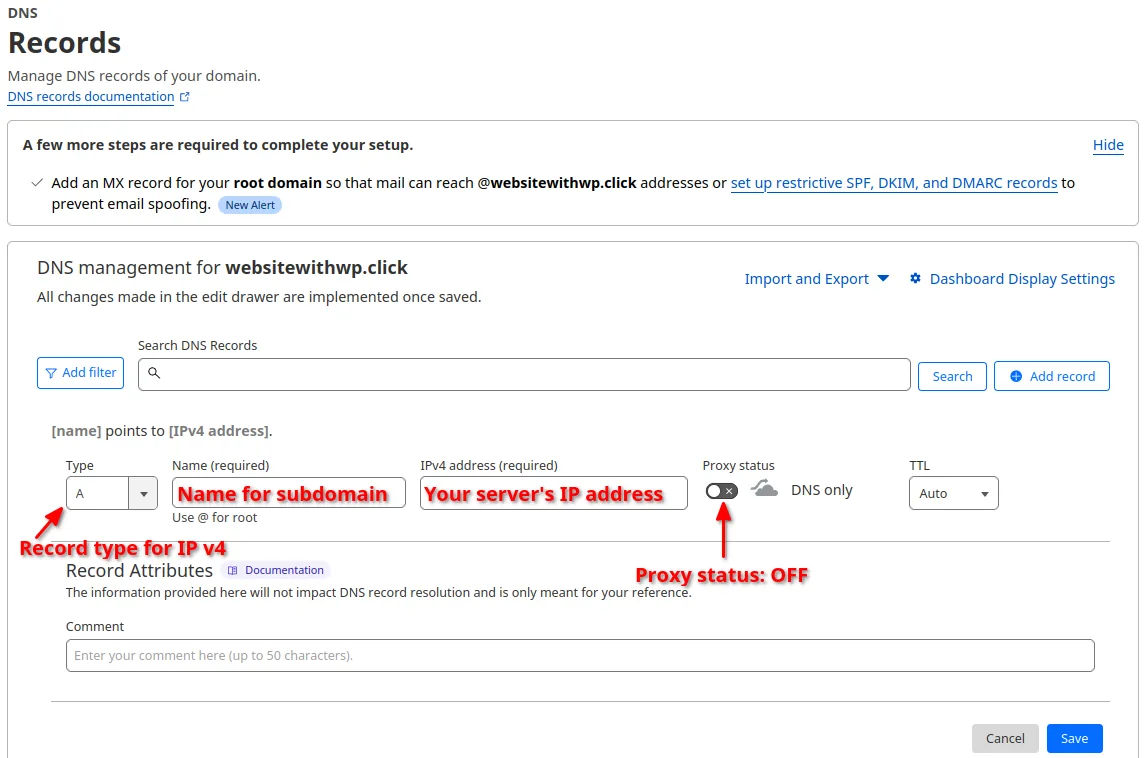 DNS
Records
Manage DNS records of your domain.
DNS records documentation
A few more steps are required to complete your setup.
Hide
Add an MX record for your root domain so that mail can reach @websitewithwp.click addresses or set up restrictive SPF, DKIM, and DMARC records to
prevent email spoofing. New Alert
DNS management for websitewithwp.click
All changes made in the edit drawer are implemented once saved.
Import and Export
Dashboard Display Settings
Search DNS Records
Add filter
Search
Add record
[name] points to [IPv4 address].
Type
Name (required)
IPv4 address (required)
Proxy status
TTL
A
Name for subdomain
Your server's IP address
DNS only
Auto
Use @ for root
Record type for IP v4
Proxy status: OFF
Record Attributes
Documentation
The information provided here will not impact DNS record resolution and is only meant for your reference.
Comment
Enter your comment here (up to 50 characters).
Cancel
Save